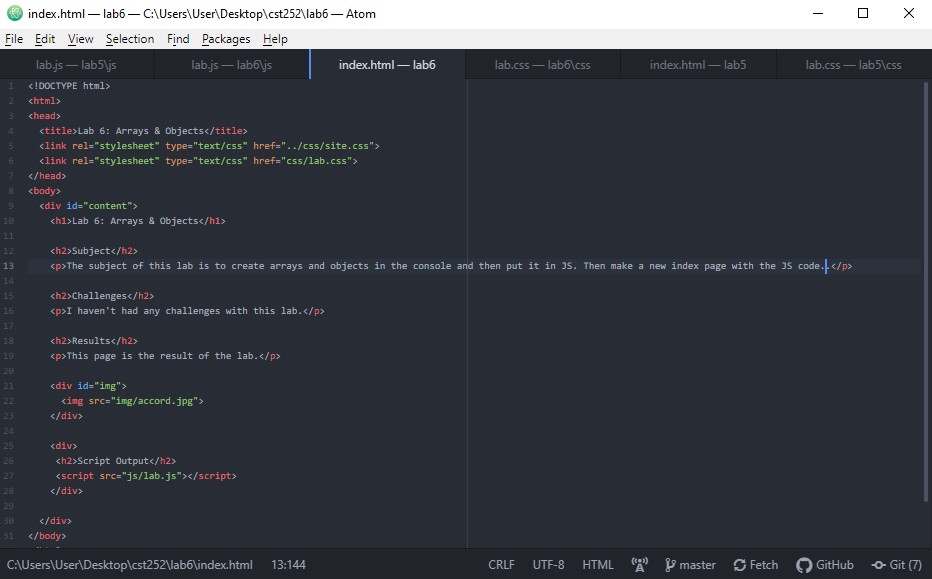 index.html — lab6 — C:\Users\User\Desktop\cst252\lab6 — Atom
File Edit View Selection Find Packages Help
lab.js — lab5\js lab.js — lab6\js index.html — lab6 lab.css — lab6\css index.html — lab5 lab.css — lab5\css
1 <!DOCTYPE html>
2 <html>
3 <head>
4 <title>Lab 6: Arrays & Objects</title>
5 <link rel="stylesheet" type="text/css" href="../css/site.css">
6 <link rel="stylesheet" type="text/css" href="css/lab.css">
7 </head>
8 <body>
9 <div id="content">
10 <h1>Lab 6: Arrays & Objects</h1>
11
12 <h2>Subject</h2>
13 <p>The subject of this lab is to create arrays and objects in the console and then put it in JS. Then make a new index page with the JS code..</p>
14
15 <h2>Challenges</h2>
16 <p>I haven't had any challenges with this lab.</p>
17
18 <h2>Results</h2>
19 <p>This page is the result of the lab.</p>
20
21 <div id="img">
22 <img src="img/accord.jpg">
23 </div>
24
25 <div>
26 <h2>Script Output</h2>
27 <script src="js/lab.js"></script>
28 </div>
29
30 </div>
31 </body>
C:\Users\User\Desktop\cst252\lab6\index.html 13:144 CRLF UTF-8 HTML master Fetch GitHub Git (7)